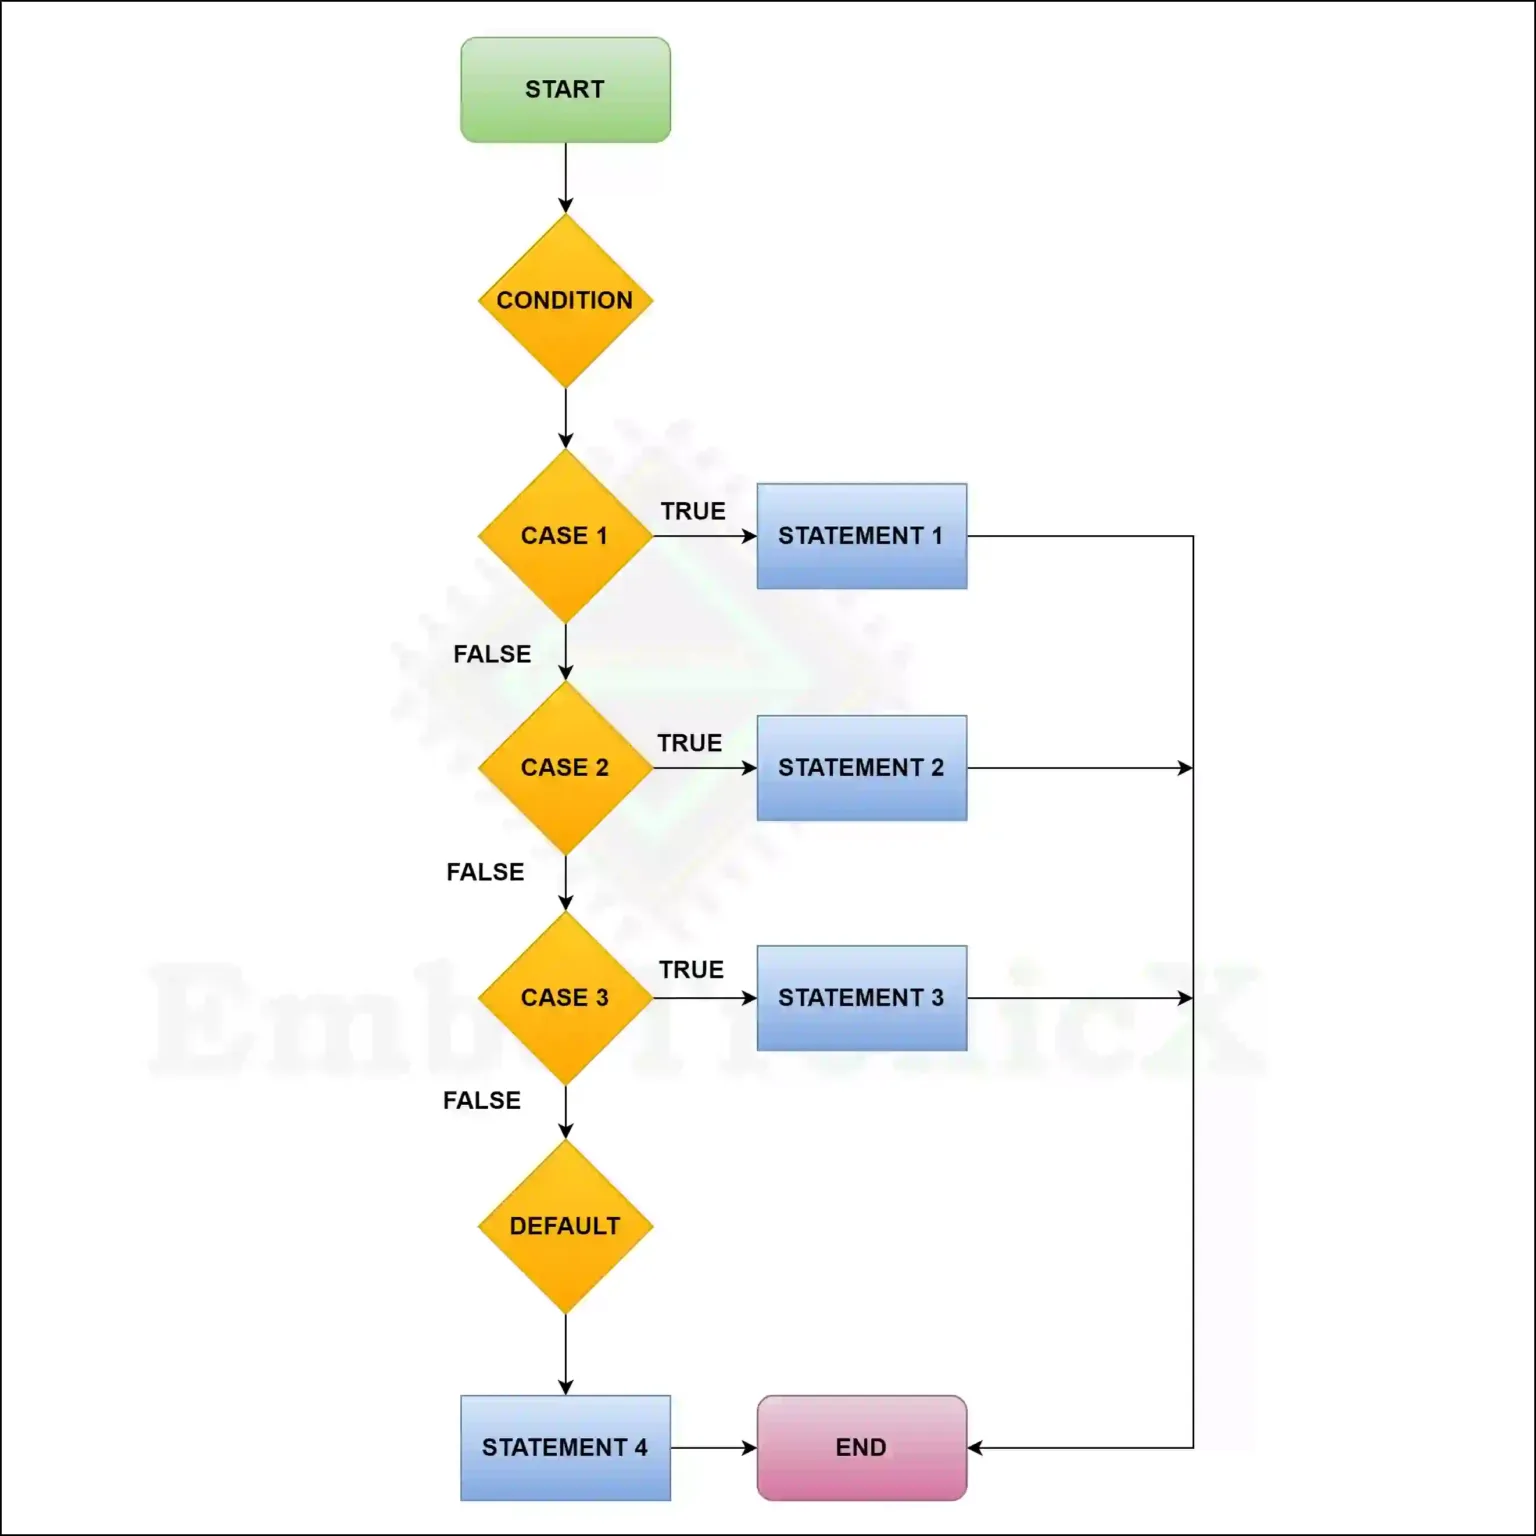 START
CONDITION
CASE 1
TRUE
STATEMENT 1
FALSE
CASE 2
TRUE
STATEMENT 2
FALSE
CASE 3
TRUE
STATEMENT 3
EmbeTronicX
FALSE
DEFAULT
STATEMENT 4
END